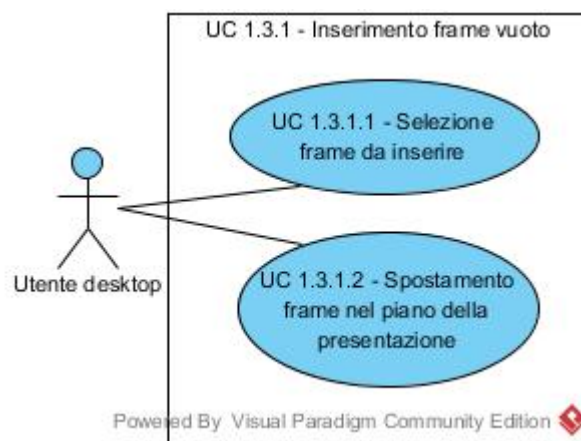 UC 1.3.1 - Inserimento frame vuoto
UC 1.3.1.1 - Selezione
frame da inserire
Utente desktop
UC 1.3.1.2 - Spostamento
frame nel piano della
presentazione
Powered By Visual Paradigm Community Edition